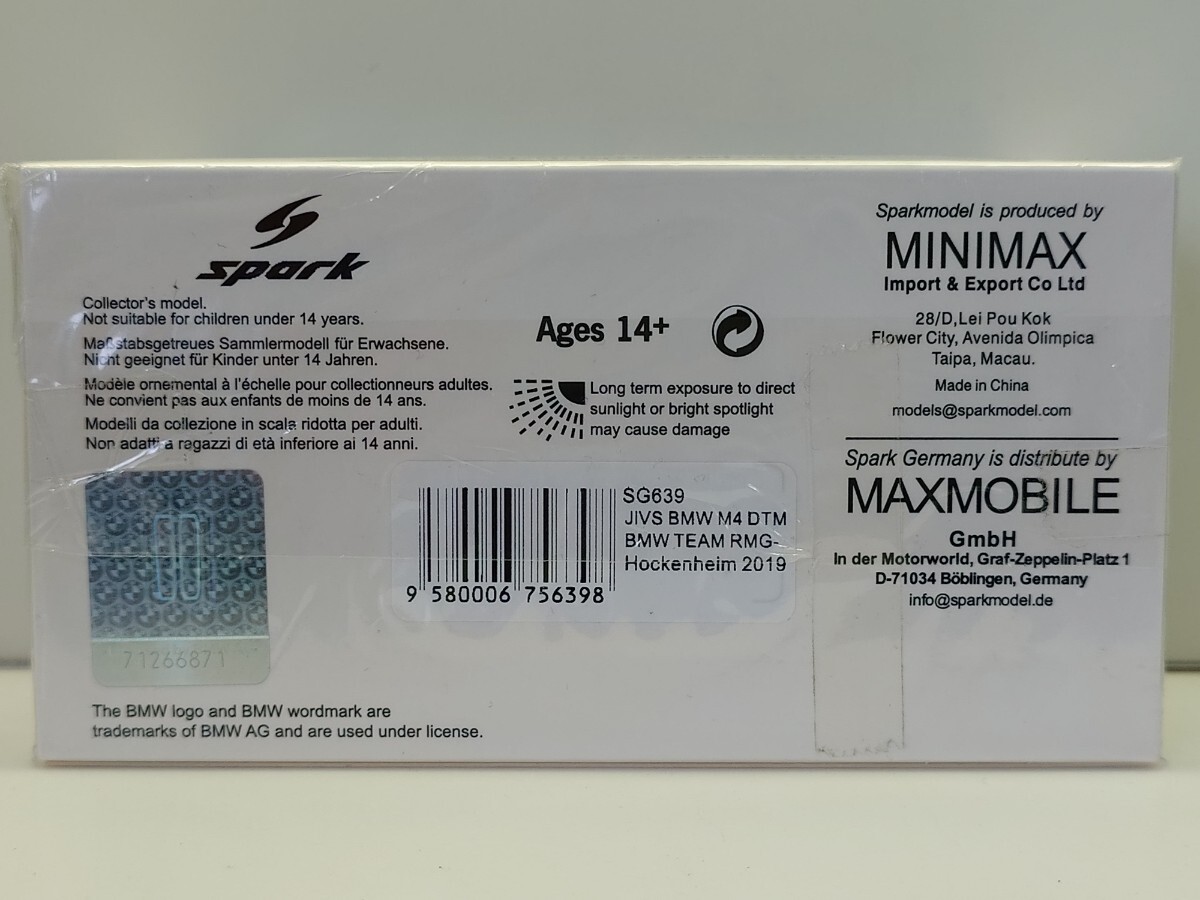 spark
Collector's model.
Not suitable for children under 14 years.
Maßstabsgetreues Sammlermodell für Erwachsene.
Nicht geeignet für Kinder unter 14 Jahren.
Modèle ornemental à l'échelle pour collectionneurs adultes.
Ne convient pas aux enfants de moins de 14 ans.
Modelli da collezione in scala ridotta per adulti.
Non adatti a ragazzi di età inferiore ai 14 anni.
71266871
The BMW logo and BMW wordmark are
trademarks of BMW AG and are used under license.
Ages 14+
Long term exposure to direct
sunlight or bright spotlight
may cause damage
9 580006 756398
SG639
JIVS BMW M4 DTM
BMW TEAM RMG-
Hockenheim 2019
Sparkmodel is produced by
MINIMAX
Import & Export Co Ltd
28/D,Lei Pou Kok
Flower City, Avenida Olimpica
Taipa, Macau.
Made in China
models@sparkmodel.com
Spark Germany is distribute by
MAXMOBILE
GmbH
In der Motorworld, Graf-Zeppelin-Platz 1
D-71034 Böblingen, Germany
info@sparkmodel.de